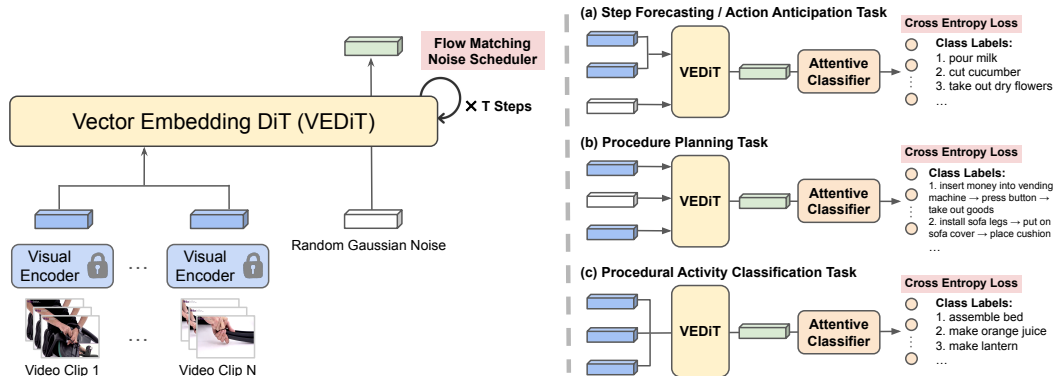 Flow Matching
Noise Scheduler
× T Steps
Vector Embedding DiT (VEDiT)
Random Gaussian Noise
Visual
Encoder
...
Visual
Encoder
...
Video Clip 1
Video Clip N
(a) Step Forecasting / Action Anticipation Task
VEDiT
Attentive
Classifier
Cross Entropy Loss
Class Labels:
1. pour milk
2. cut cucumber
3. take out dry flowers
...
(b) Procedure Planning Task
VEDiT
Attentive
Classifier
Cross Entropy Loss
Class Labels:
1. insert money into vending
machine → press button →
take out goods
2. install sofa legs → put on
sofa cover → place cushion
...
(c) Procedural Activity Classification Task
VEDiT
Attentive
Classifier
Cross Entropy Loss
Class Labels:
1. assemble bed
2. make orange juice
3. make lantern
...